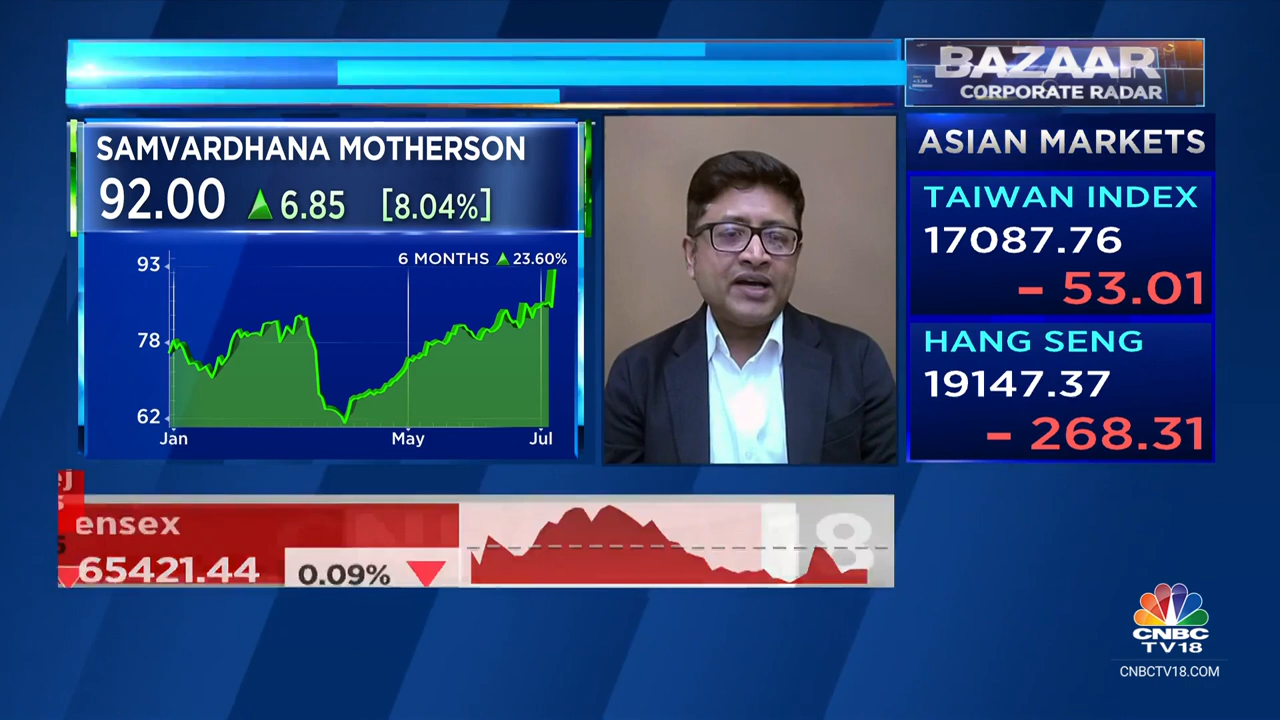 BAZAAR
CORPORATE RADAR
SAMVARDHANA MOTHERSON
92.00 ▲ 6.85 [8.04%]
6 MONTHS ▲ 23.60%
93
78
62
Jan May Jul
ASIAN MARKETS
TAIWAN INDEX
17087.76
- 53.01
HANG SENG
19147.37
- 268.31
ensex
65421.44 0.09% ▼
18
CNBC
TV18
CNBCTV18.COM